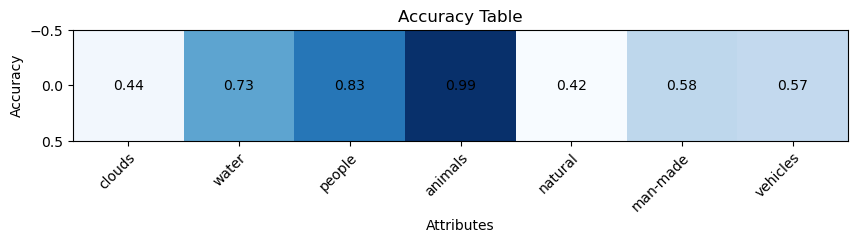 Accuracy Table
−0.5
0.0
0.5
Accuracy
0.44 0.73 0.83 0.99 0.42 0.58 0.57
clouds water people animals natural man-made vehicles
Attributes